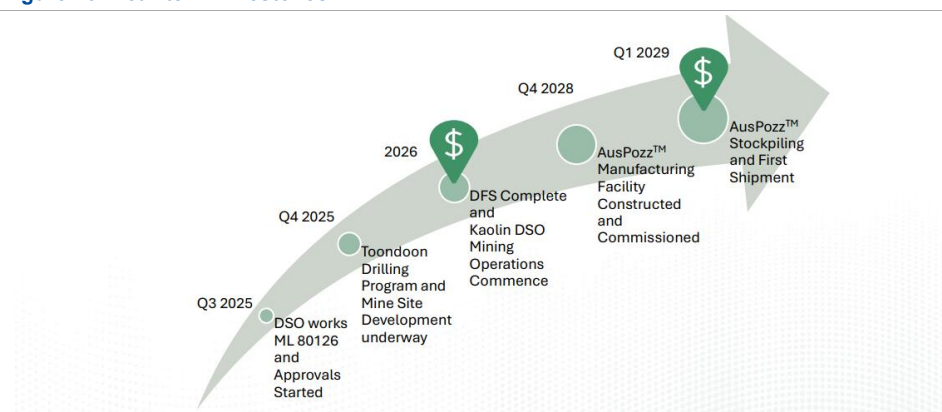 Q1 2029
$
Q4 2028
$
AusPozz™
Stockpiling
and First
Shipment
2026
AusPozz™
Manufacturing
Facility
Constructed
and
Commissioned
DFS Complete
and
Kaolin DSO
Mining
Operations
Commence
Q4 2025
Toondoon
Drilling
Program and
Mine Site
Development
underway
Q3 2025
DSO works
ML 80126
and
Approvals
Started